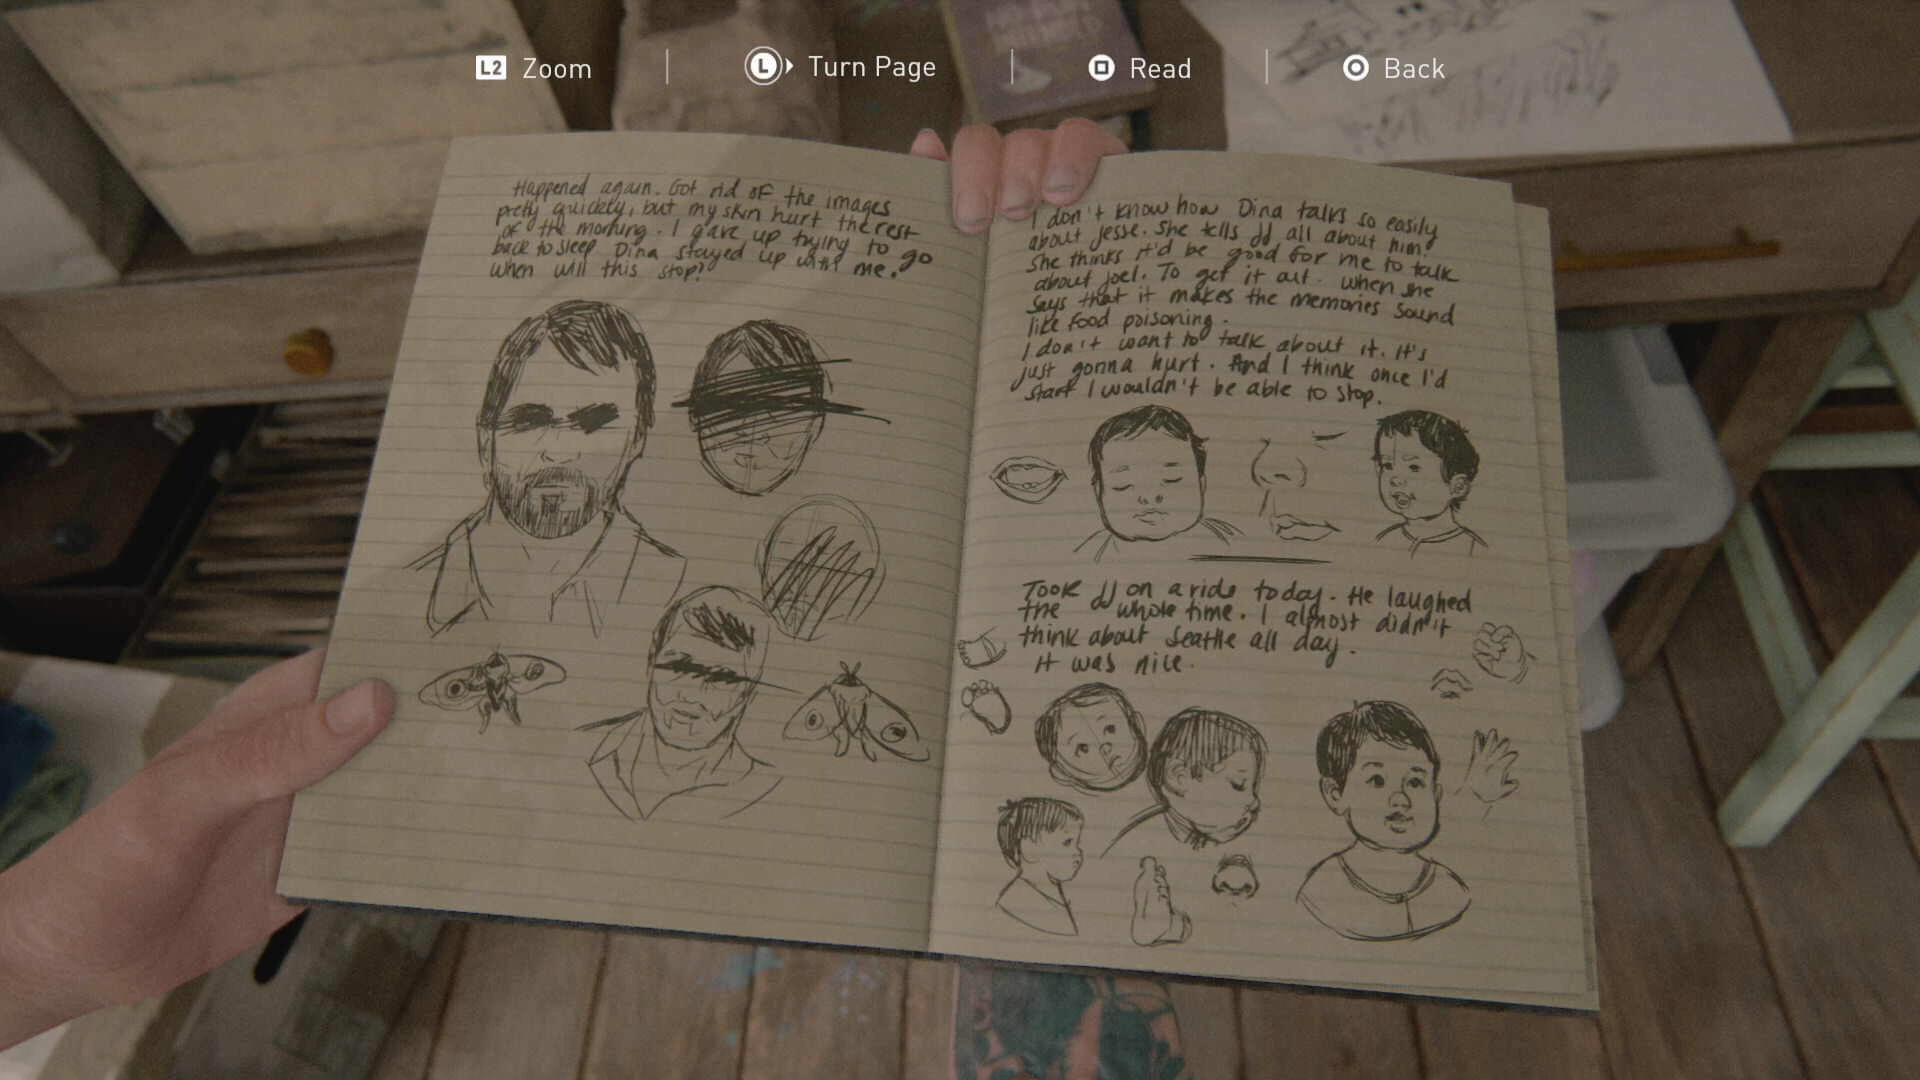 L2 Zoom
L Turn Page
Read
Back
Happened again. Got rid of the images
pretty quickly, but my skin hurt the rest
of the morning. I gave up trying to go
back to sleep. Dina stayed up with me.
When will this stop?
I don't know how Dina talks so easily
about Jesse. She tells JJ all about him.
She thinks it'd be good for me to talk
about Joel. To get it out. When she
says that it makes the memories sound
like food poisoning.
I don't want to talk about it. It's
just gonna hurt. And I think once I'd
start I wouldn't be able to stop.
Took JJ on a ride today. He laughed
the whole time. I almost didn't
think about Seattle all day.
It was nice.